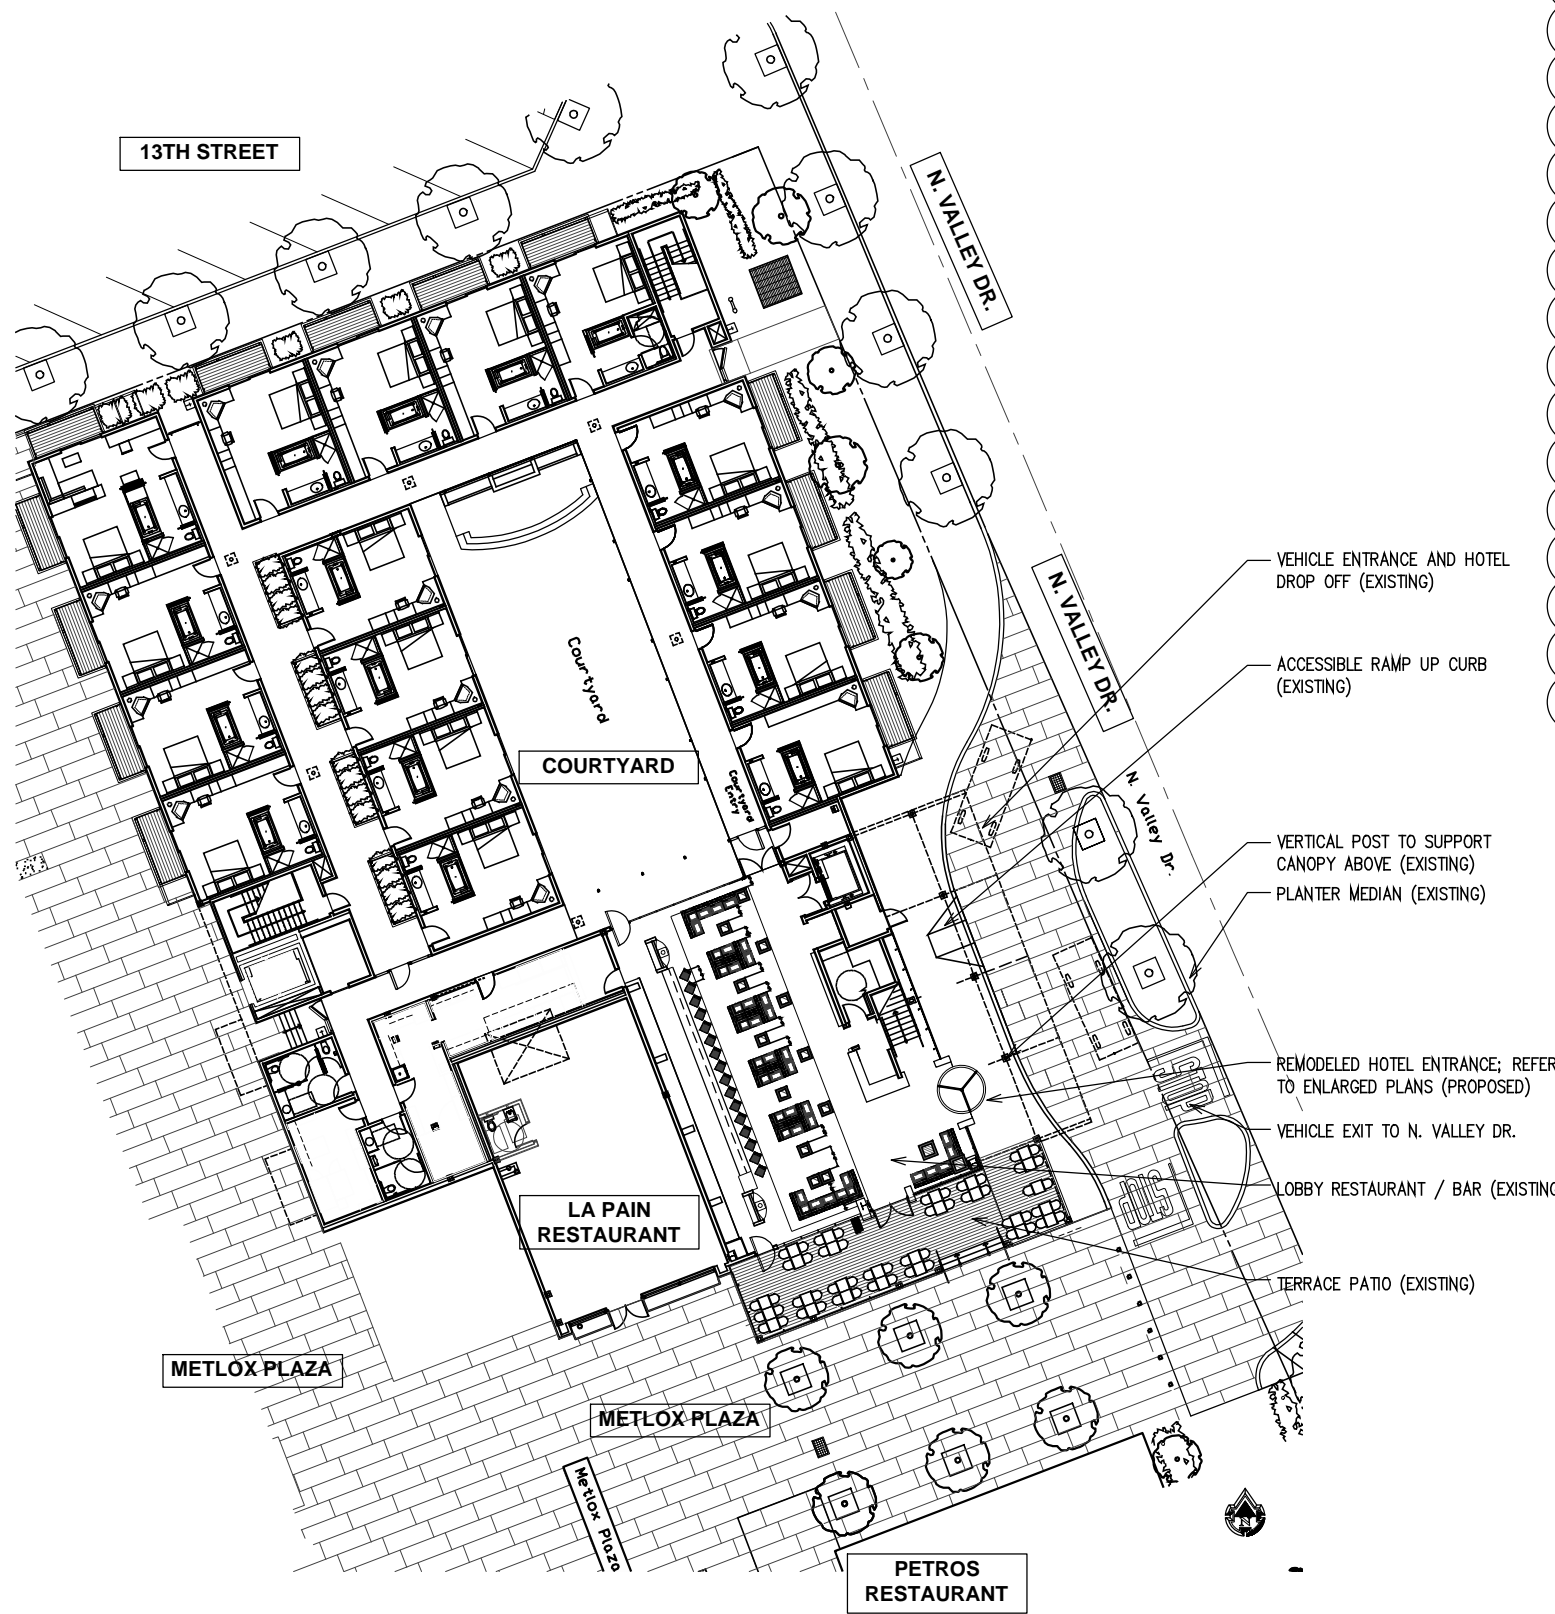 13TH STREET
N. VALLEY DR.
VEHICLE ENTRANCE AND HOTEL
DROP OFF (EXISTING)
N. VALLEY DR.
ACCESSIBLE RAMP UP CURB
(EXISTING)
Courtyard
COURTYARD
Courtyard
Entry
N. Valley Dr.
VERTICAL POST TO SUPPORT
CANOPY ABOVE (EXISTING)
PLANTER MEDIAN (EXISTING)
REMODELED HOTEL ENTRANCE; REFER
TO ENLARGED PLANS (PROPOSED)
VEHICLE EXIT TO N. VALLEY DR.
LOBBY RESTAURANT / BAR (EXISTING
LA PAIN
RESTAURANT
TERRACE PATIO (EXISTING)
METLOX PLAZA
METLOX PLAZA
Metlox Plaza
N
PETROS
RESTAURANT